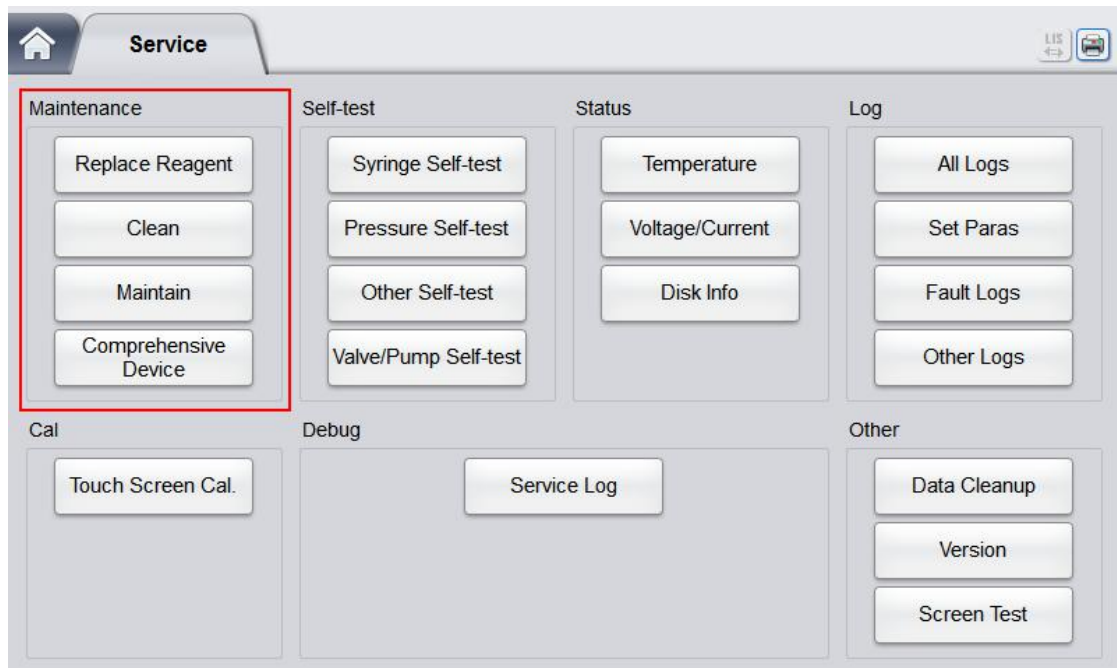 Service
LIS
Maintenance
Replace Reagent
Clean
Maintain
Comprehensive
Device
Self-test
Syringe Self-test
Pressure Self-test
Other Self-test
Valve/Pump Self-test
Status
Temperature
Voltage/Current
Disk Info
Log
All Logs
Set Paras
Fault Logs
Other Logs
Cal
Touch Screen Cal.
Debug
Service Log
Other
Data Cleanup
Version
Screen Test